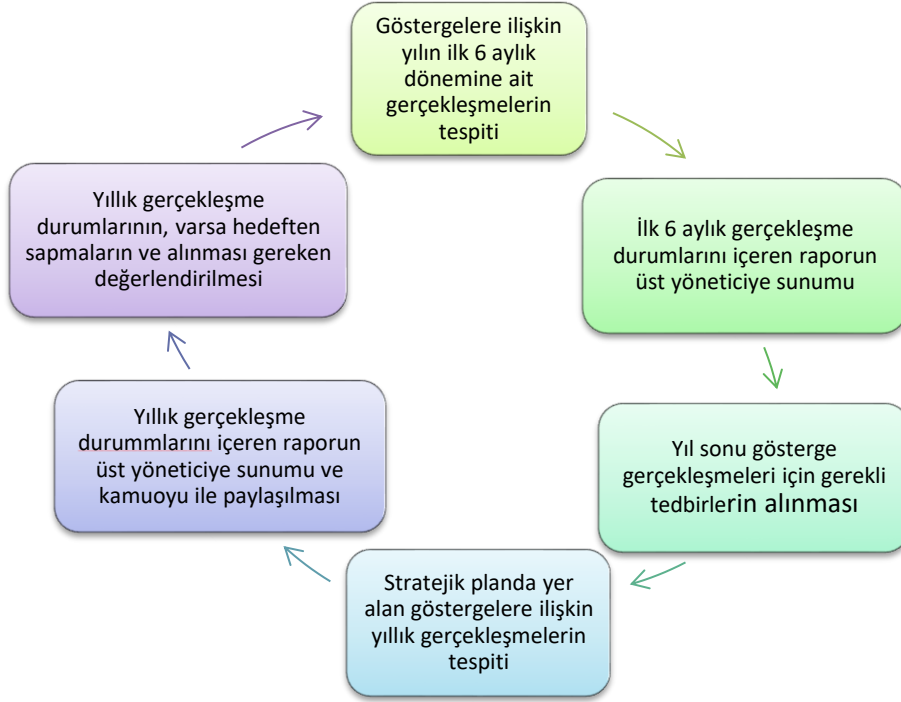 Göstergelere ilişkin
yılın ilk 6 aylık
dönemine ait
gerçekleşmelerin
tespiti
İlk 6 aylık gerçekleşme
durumlarını içeren raporun
üst yöneticiye sunumu
Yıl sonu gösterge
gerçekleşmeleri için gerekli
tedbirlerin alınması
Stratejik planda yer
alan göstergelere ilişkin
yıllık gerçekleşmelerin
tespiti
Yıllık gerçekleşme
durummlarını içeren raporun
üst yöneticiye sunumu ve
kamuoyu ile paylaşılması
Yıllık gerçekleşme
durumlarının, varsa hedeften
sapmaların ve alınması gereken
değerlendirilmesi